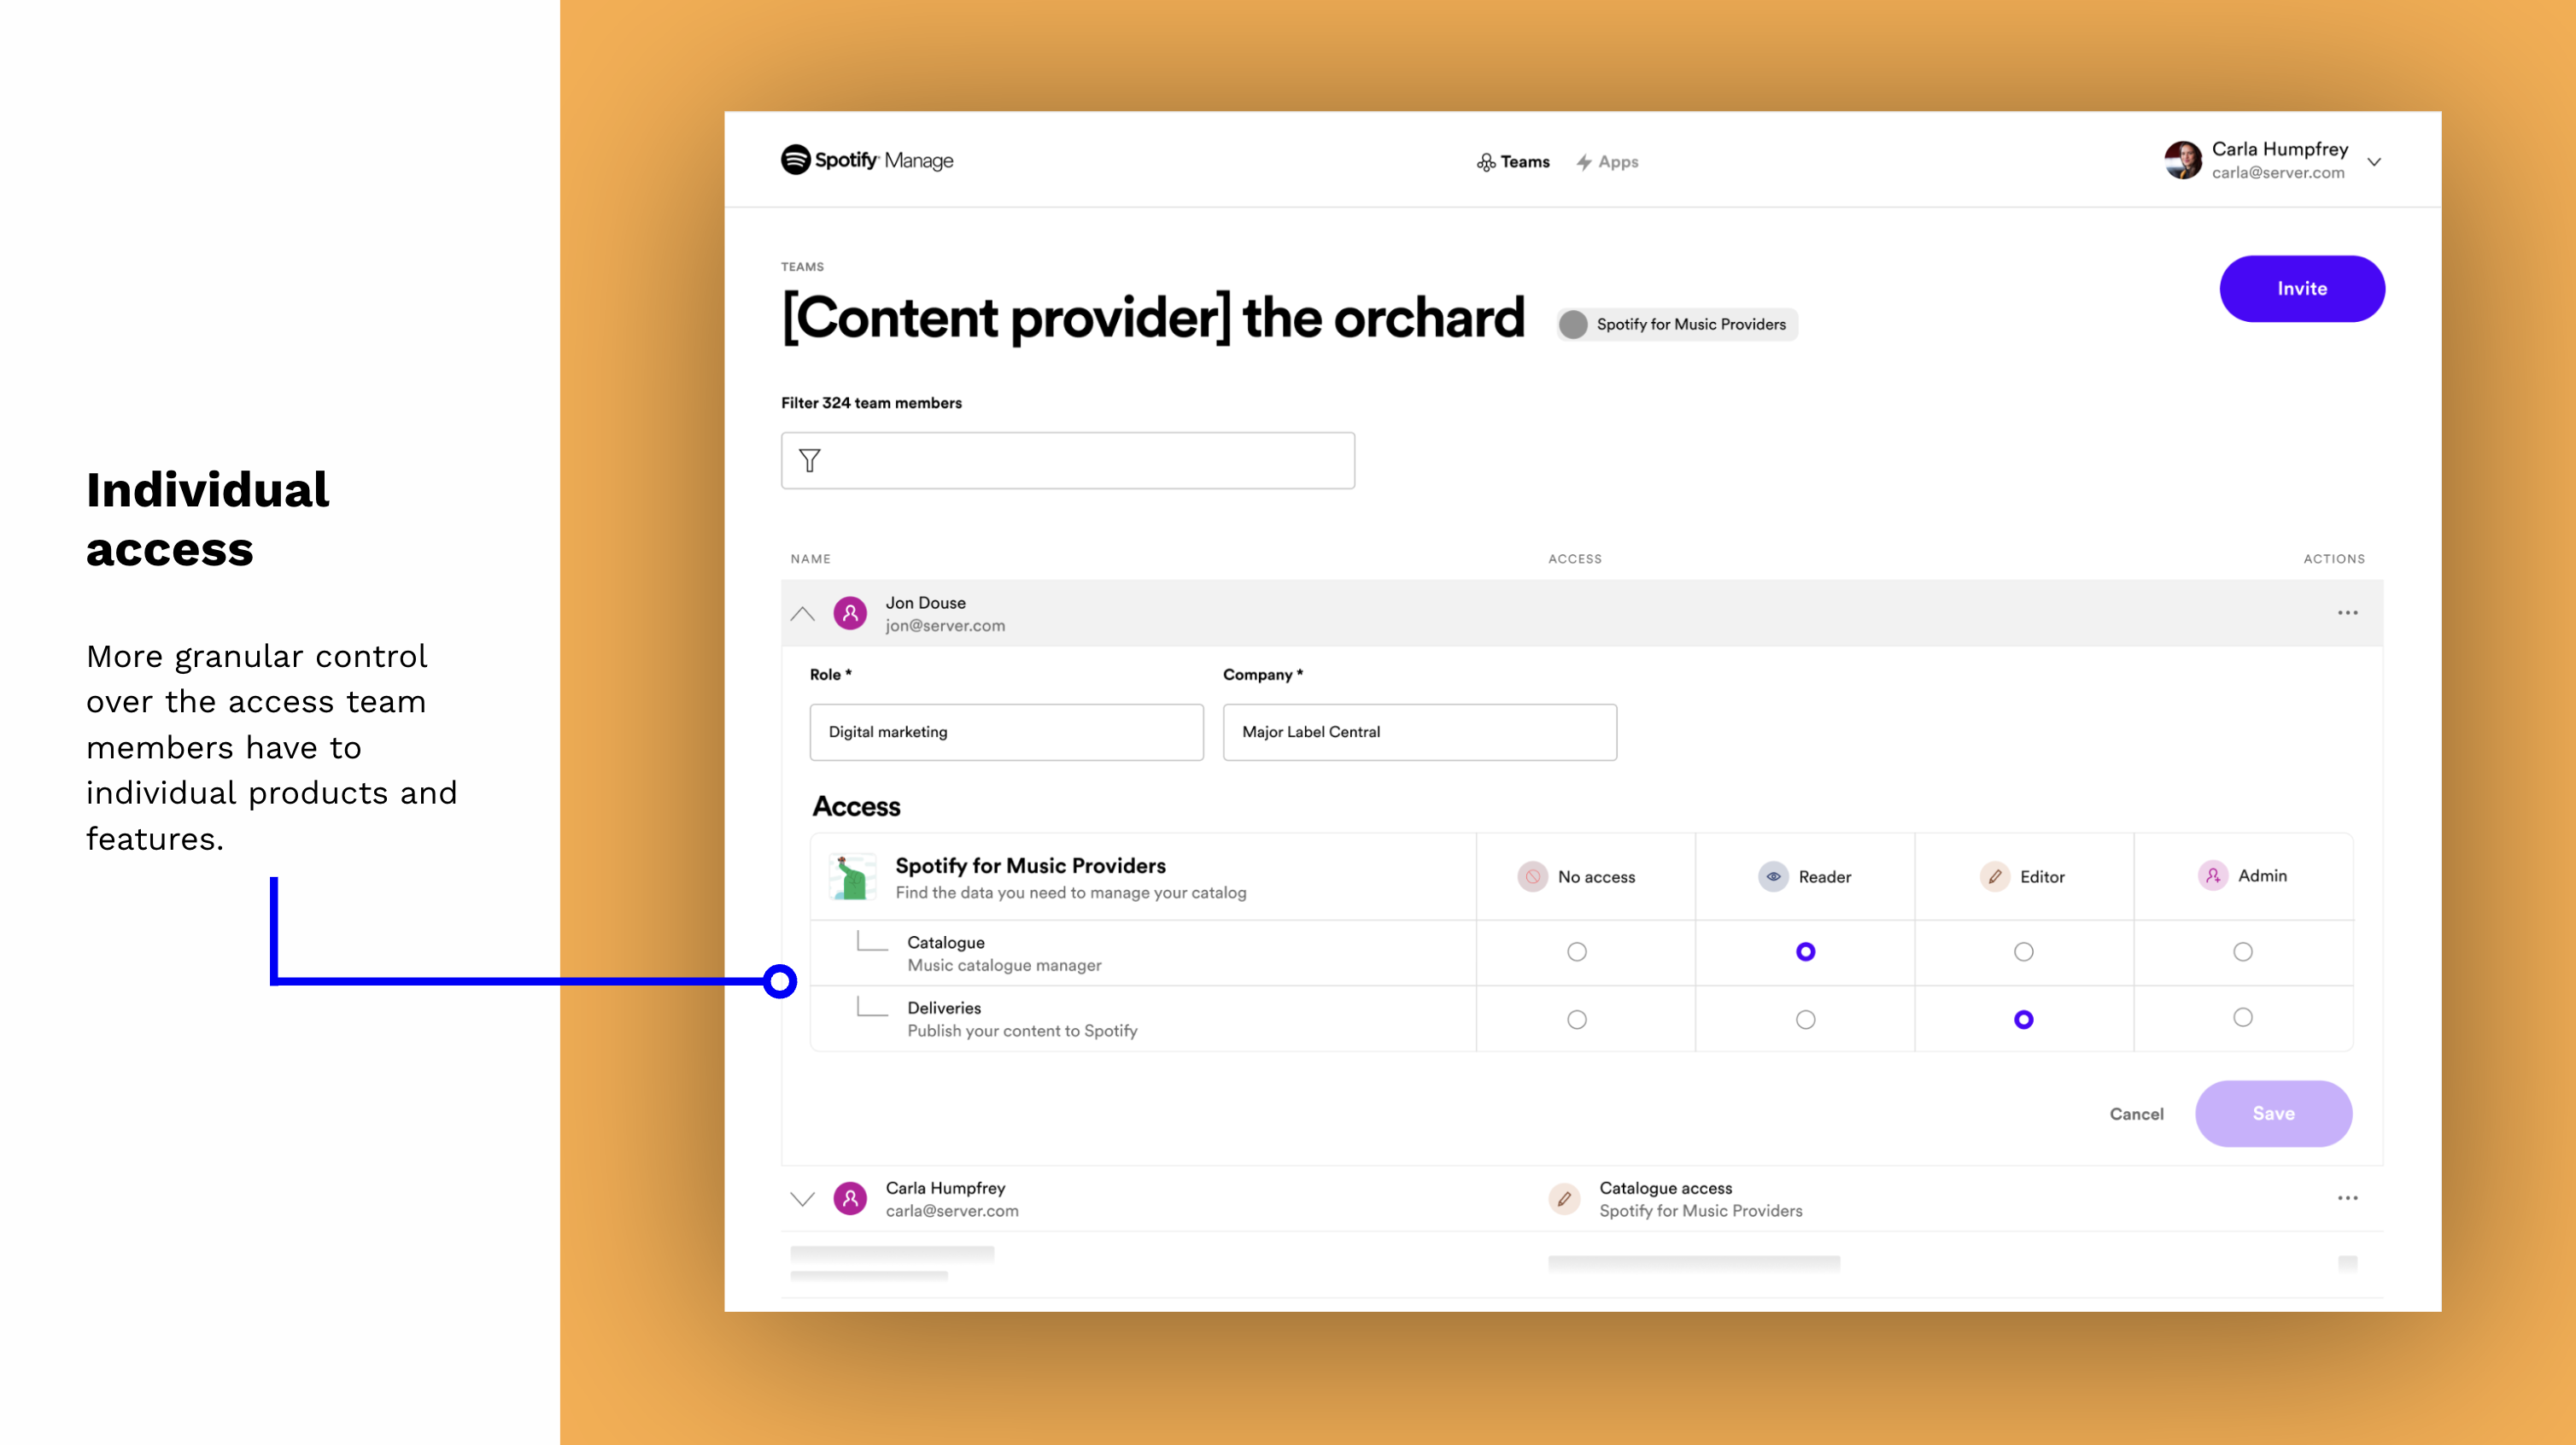 Individual
access
More granular control
over the access team
members have to
individual products and
features.
Spotify Manage
Teams
Apps
Carla Humpfrey
carla@server.com
TEAMS
[Content provider] the orchard
Spotify for Music Providers
Invite
Filter 324 team members
NAME
ACCESS
ACTIONS
Jon Douse
jon@server.com
Role *
Company *
Digital marketing
Major Label Central
Access
Spotify for Music Providers
Find the data you need to manage your catalog
No access
Reader
Editor
Admin
Catalogue
Music catalogue manager
Deliveries
Publish your content to Spotify
Cancel
Save
Carla Humpfrey
carla@server.com
Catalogue access
Spotify for Music Providers